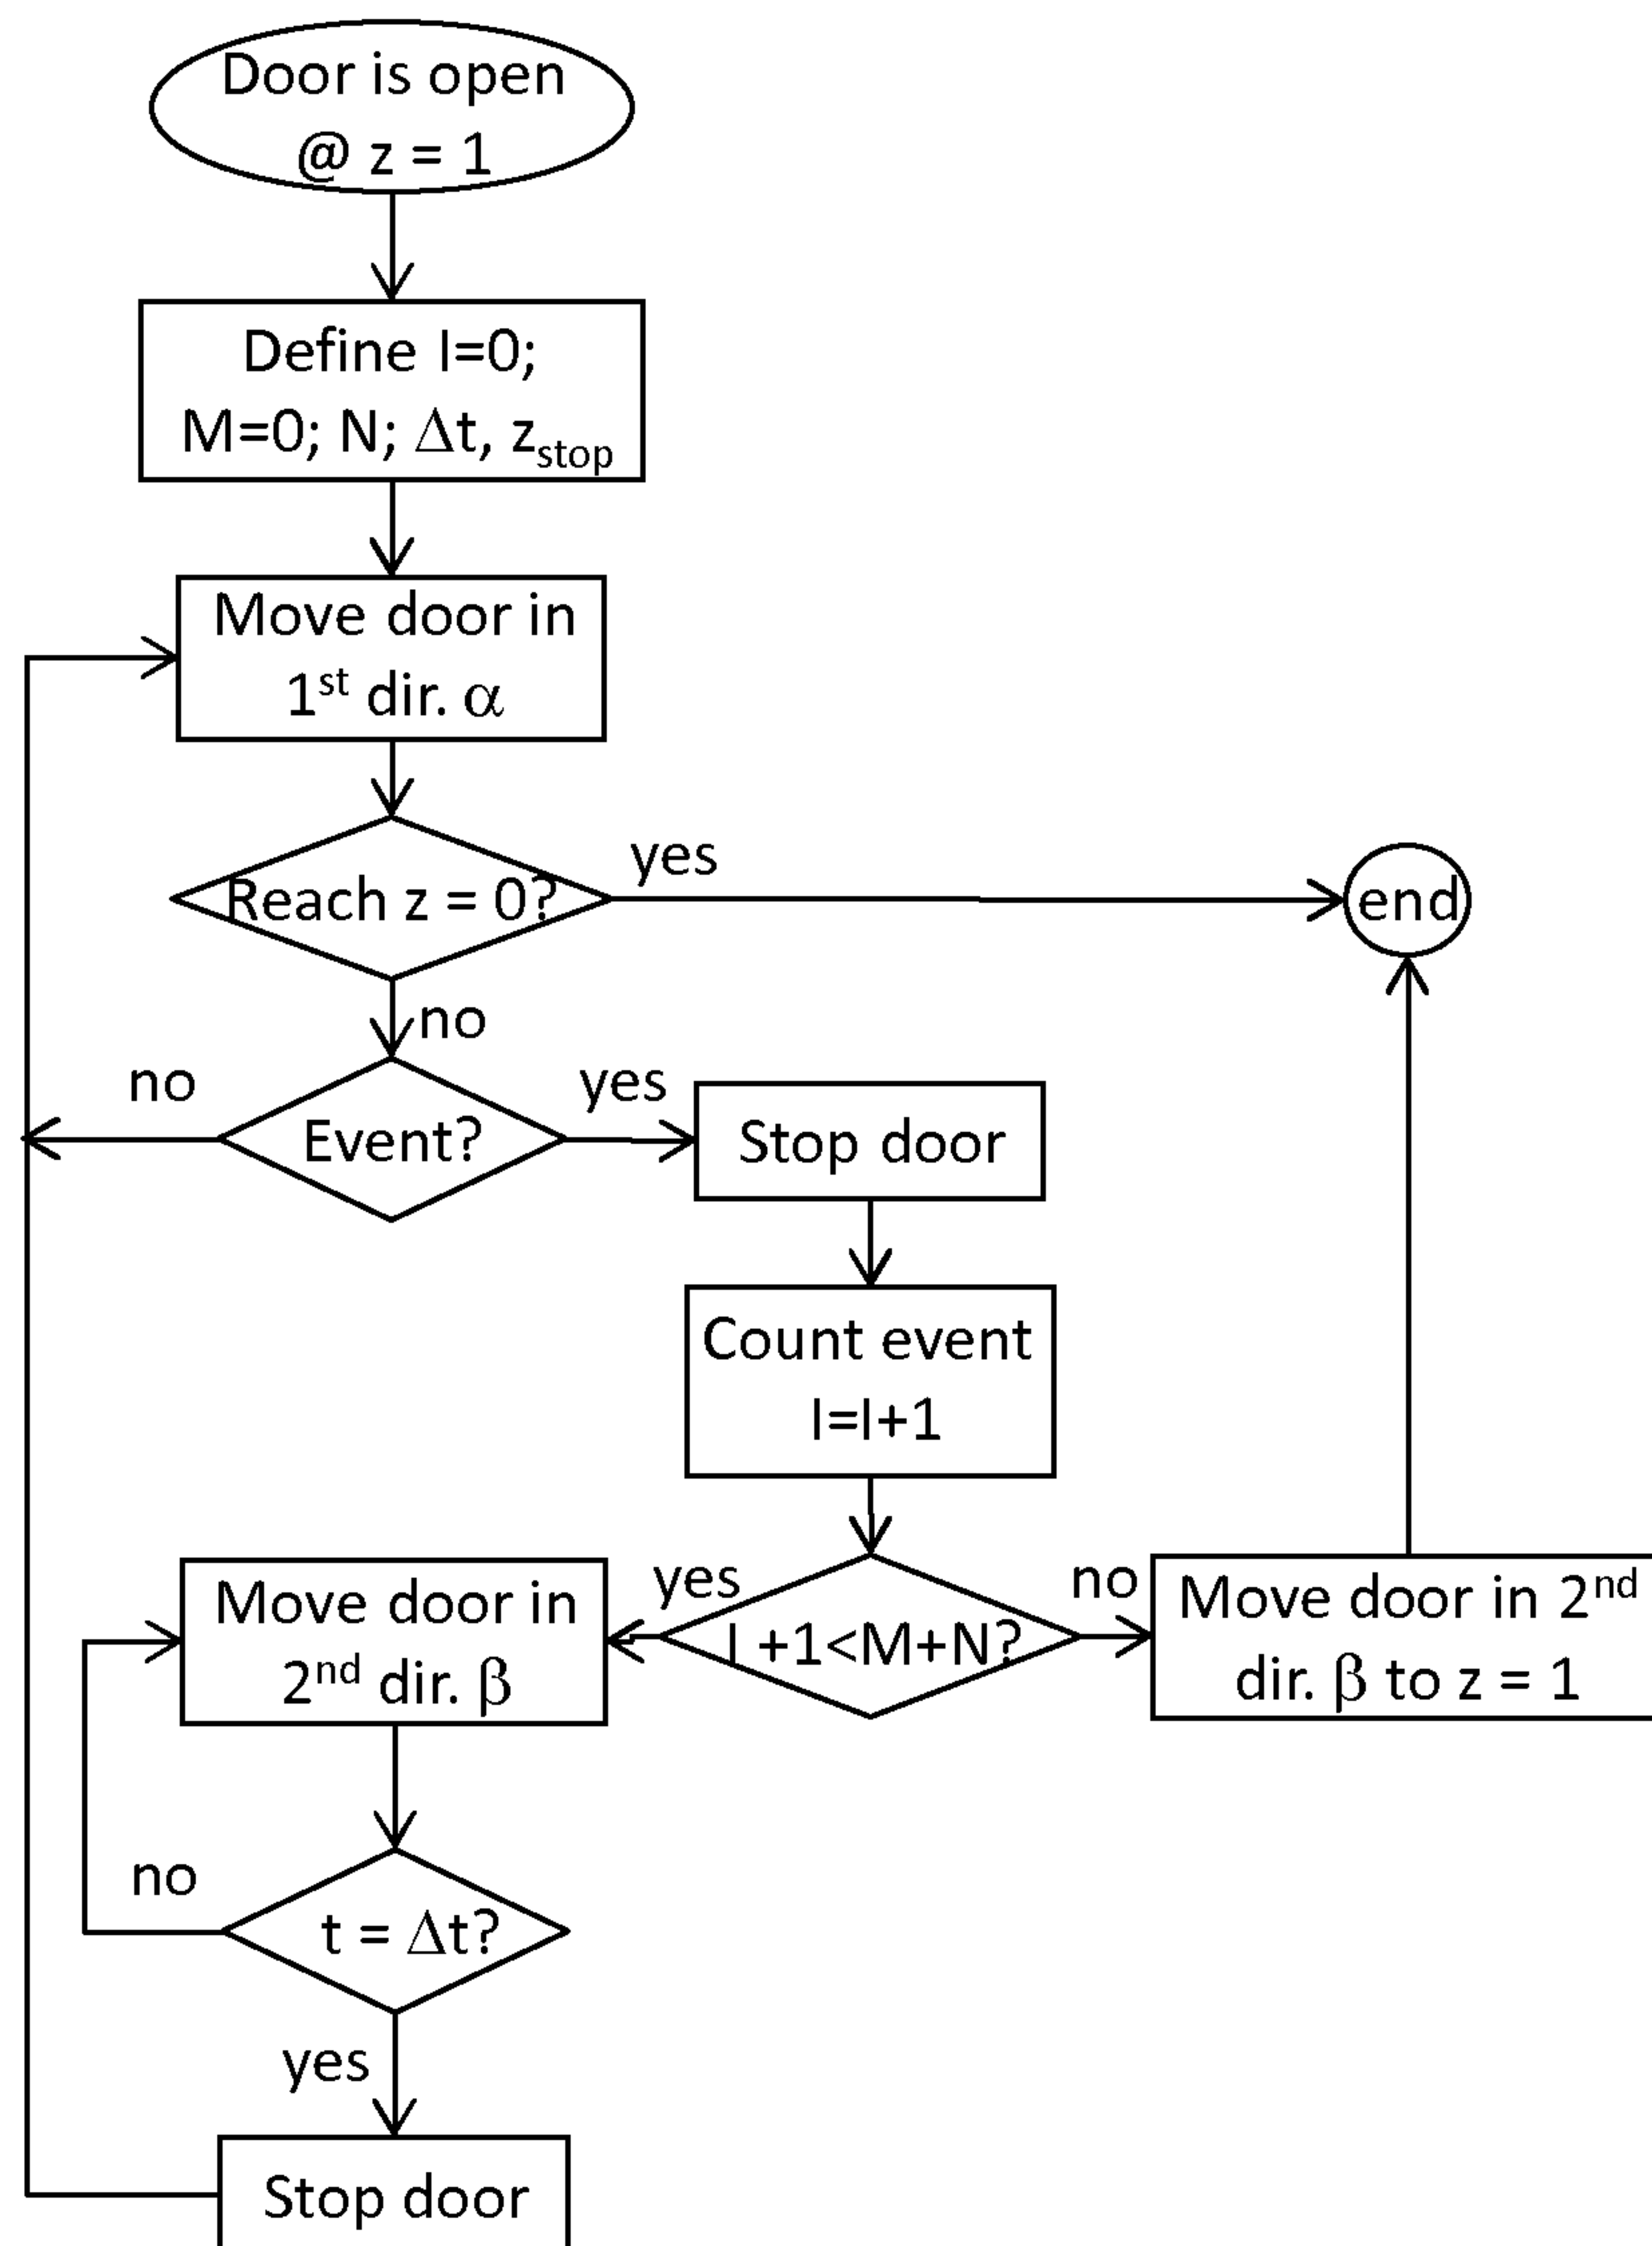 Door is open
@ z = 1
Define I=0;
M=0; N; Δt, zstop
Move door in
1st dir. α
Reach z = 0?
yes
end
no
no
Event?
yes
Stop door
Count event
I=I+1
Move door in
2nd dir. β
yes
I +1<M+N?
no
Move door in 2nd
dir. β to z = 1
no
t = Δt?
yes
Stop door